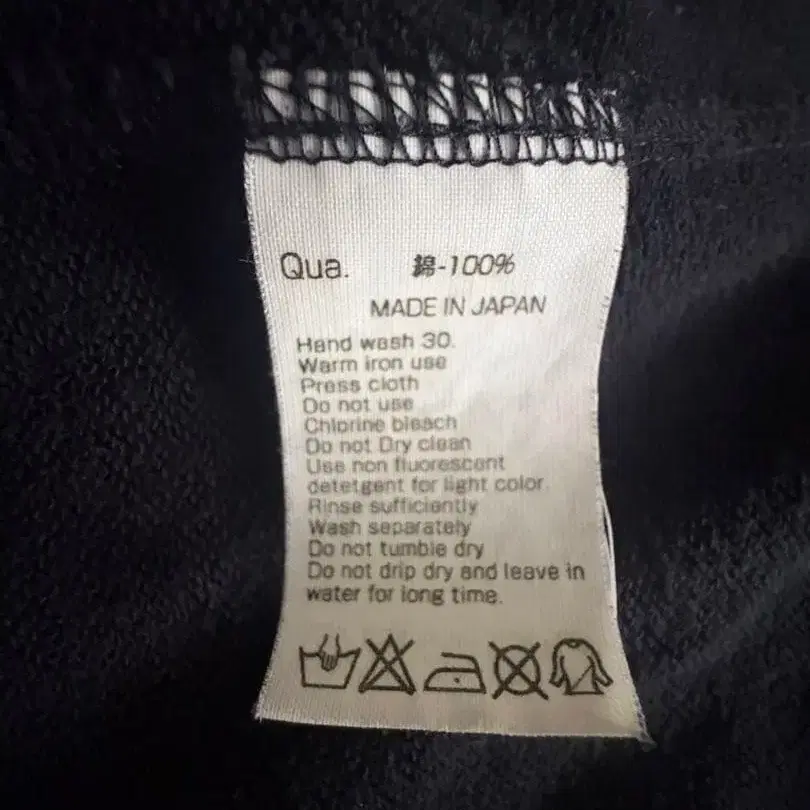 Qua. 綿-100%
MADE IN JAPAN
Hand wash 30.
Warm iron use
Press cloth
Do not use
Chlorine bleach
Do not Dry clean
Use non fluorescent
detetgent for light color.
Rinse sufficiently
Wash separately
Do not tumble dry
Do not drip dry and leave in
water for long time.